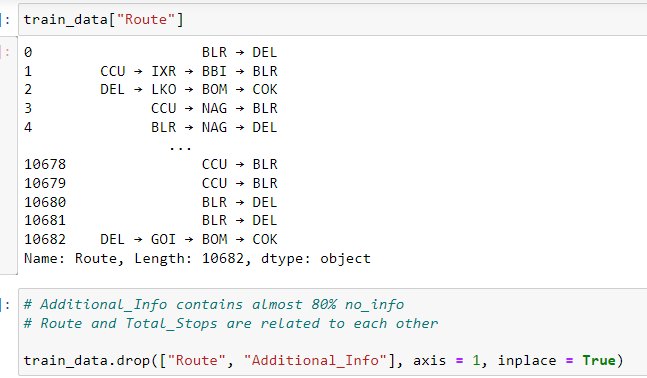 ]: train_data["Route"]
]: 0 BLR → DEL
1 CCU → IXR → BBI → BLR
2 DEL → LKO → BOM → COK
3 CCU → NAG → BLR
4 BLR → NAG → DEL
...
10678 CCU → BLR
10679 CCU → BLR
10680 BLR → DEL
10681 BLR → DEL
10682 DEL → GOI → BOM → COK
Name: Route, Length: 10682, dtype: object
]: # Additional_Info contains almost 80% no_info
# Route and Total_Stops are related to each other
train_data.drop(["Route", "Additional_Info"], axis = 1, inplace = True)